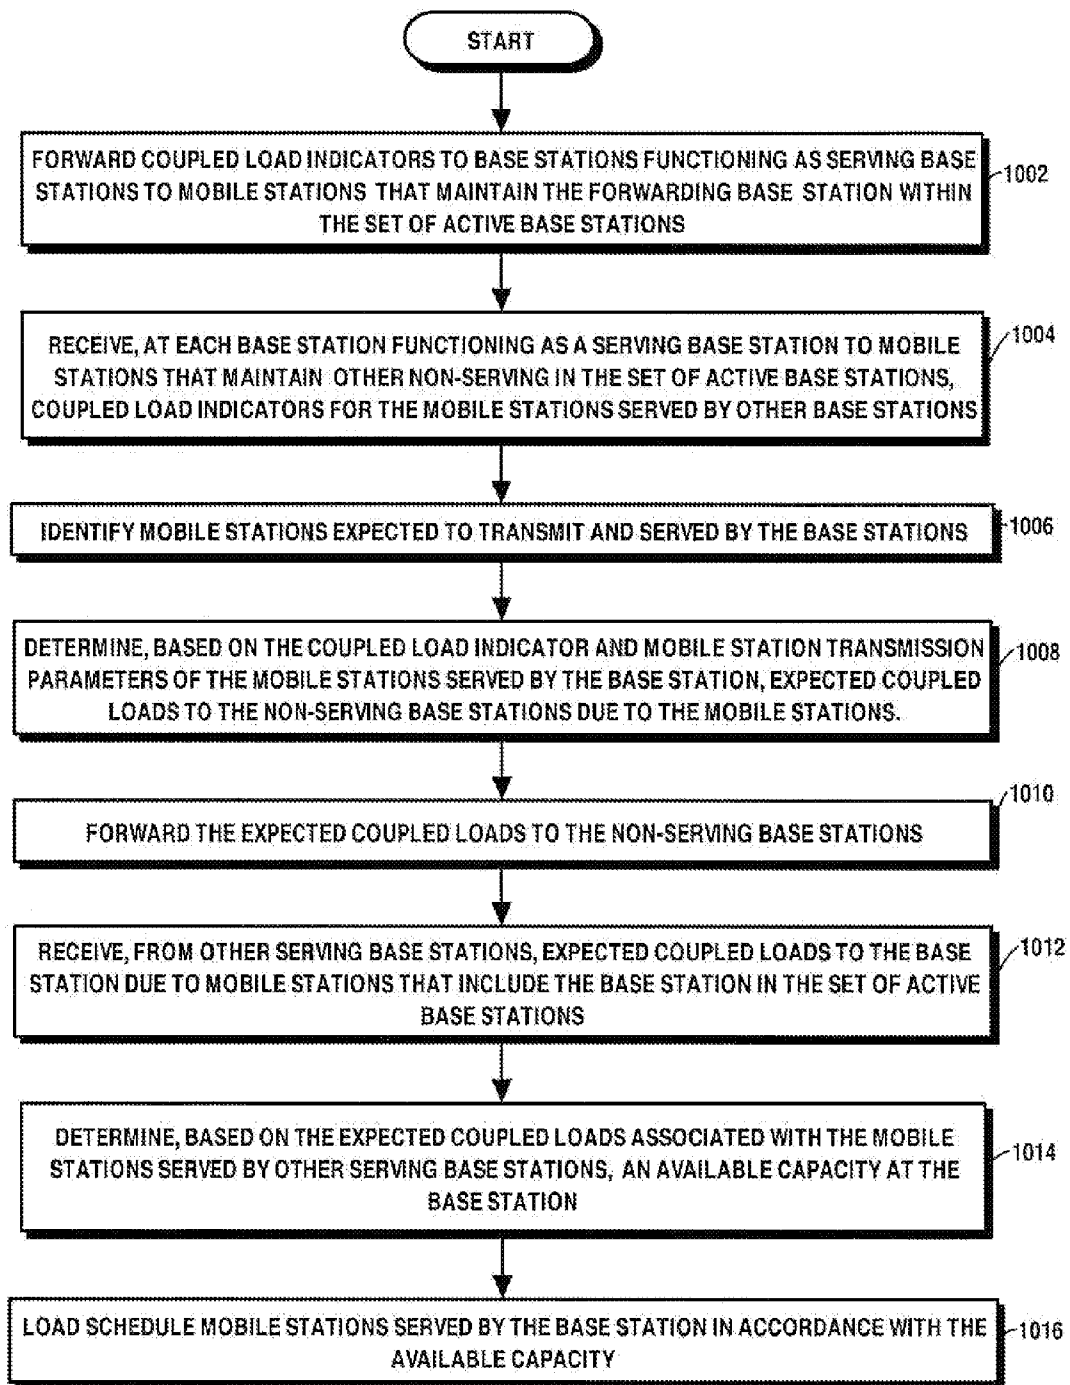 START
FORWARD COUPLED LOAD INDICATORS TO BASE STATIONS FUNCTIONING AS SERVING BASE
STATIONS TO MOBILE STATIONS THAT MAINTAIN THE FORWARDING BASE STATION WITHIN
THE SET OF ACTIVE BASE STATIONS
1002
RECEIVE, AT EACH BASE STATION FUNCTIONING AS A SERVING BASE STATION TO MOBILE
STATIONS THAT MAINTAIN OTHER NON-SERVING IN THE SET OF ACTIVE BASE STATIONS,
COUPLED LOAD INDICATORS FOR THE MOBILE STATIONS SERVED BY OTHER BASE STATIONS
1004
IDENTIFY MOBILE STATIONS EXPECTED TO TRANSMIT AND SERVED BY THE BASE STATIONS
1006
DETERMINE, BASED ON THE COUPLED LOAD INDICATOR AND MOBILE STATION TRANSMISSION
PARAMETERS OF THE MOBILE STATIONS SERVED BY THE BASE STATION, EXPECTED COUPLED
LOADS TO THE NON-SERVING BASE STATIONS DUE TO THE MOBILE STATIONS.
1008
FORWARD THE EXPECTED COUPLED LOADS TO THE NON-SERVING BASE STATIONS
1010
RECEIVE, FROM OTHER SERVING BASE STATIONS, EXPECTED COUPLED LOADS TO THE BASE
STATION DUE TO MOBILE STATIONS THAT INCLUDE THE BASE STATION IN THE SET OF ACTIVE
BASE STATIONS
1012
DETERMINE, BASED ON THE EXPECTED COUPLED LOADS ASSOCIATED WITH THE MOBILE
STATIONS SERVED BY OTHER SERVING BASE STATIONS, AN AVAILABLE CAPACITY AT THE
BASE STATION
1014
LOAD SCHEDULE MOBILE STATIONS SERVED BY THE BASE STATION IN ACCORDANCE WITH THE
AVAILABLE CAPACITY
1016